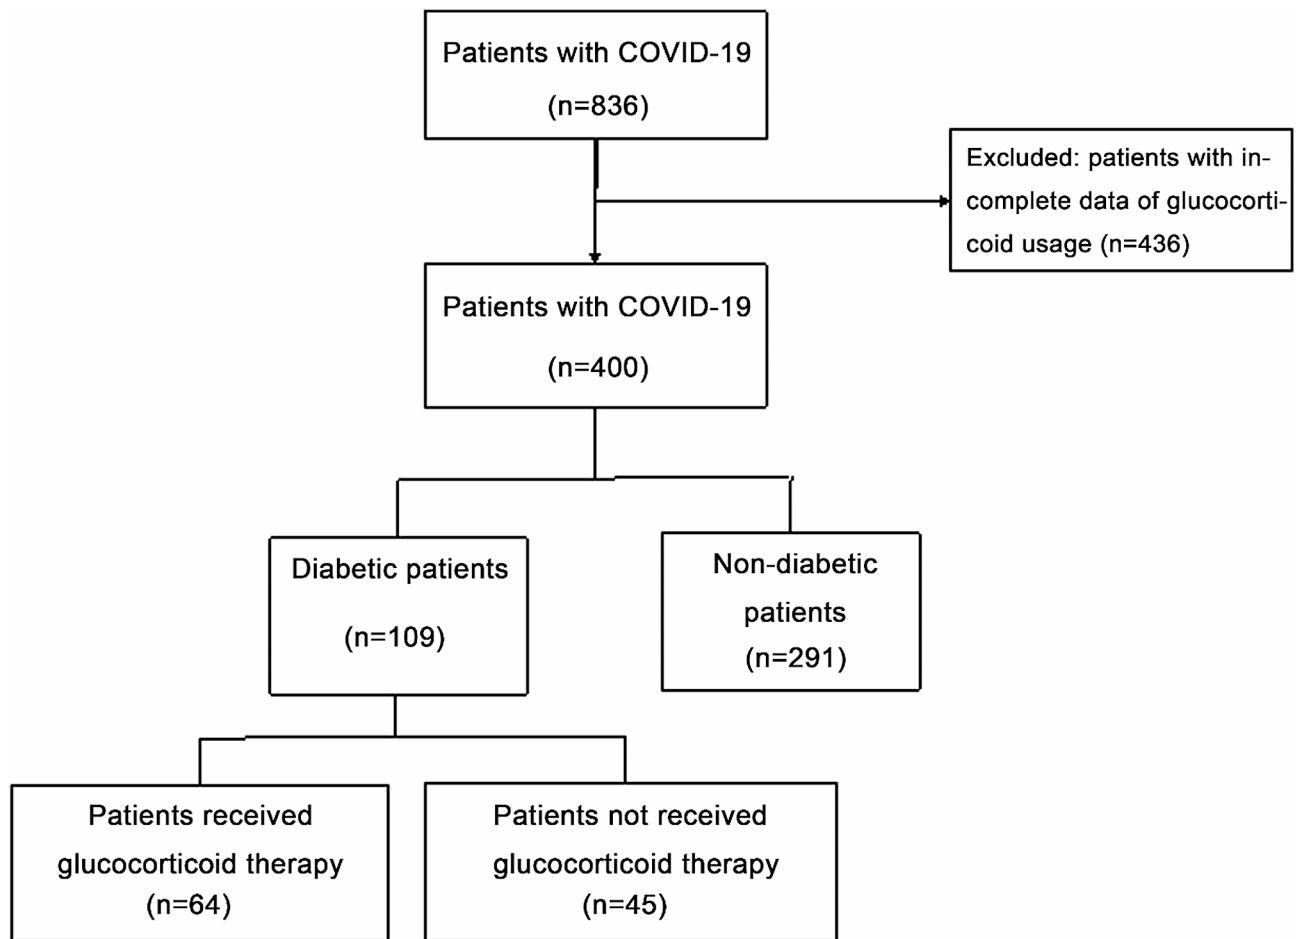 Patients with COVID-19
(n=836)
Excluded: patients with in-
complete data of glucocorti-
coid usage (n=436)
Patients with COVID-19
(n=400)
Diabetic patients
(n=109)
Non-diabetic
patients
(n=291)
Patients received
glucocorticoid therapy
(n=64)
Patients not received
glucocorticoid therapy
(n=45)